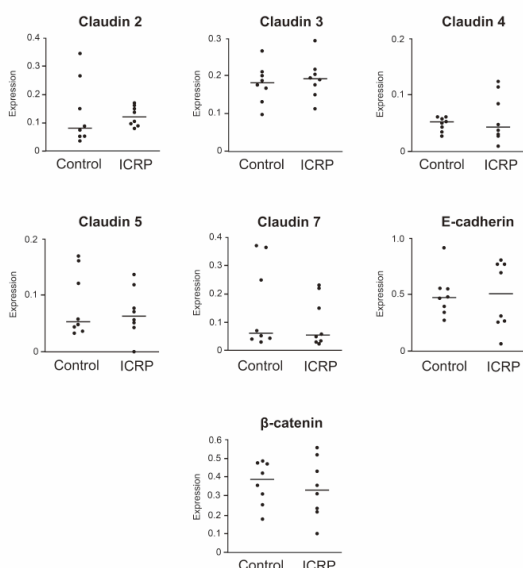 Claudin 2
Expression
0.4
0.3
0.2
0.1
0
Control ICRP
Claudin 3
Expression
0.3
0.2
0.1
0
Control ICRP
Claudin 4
Expression
0.2
0.1
0
Control ICRP
Claudin 5
Expression
0.2
0.1
0
Control ICRP
Claudin 7
Expression
0.4
0.3
0.2
0.1
0
Control ICRP
E-cadherin
Expression
1.0
0.5
0
Control ICRP
β-catenin
Expression
0.6
0.5
0.4
0.3
0.2
0.1
0
Control ICRP